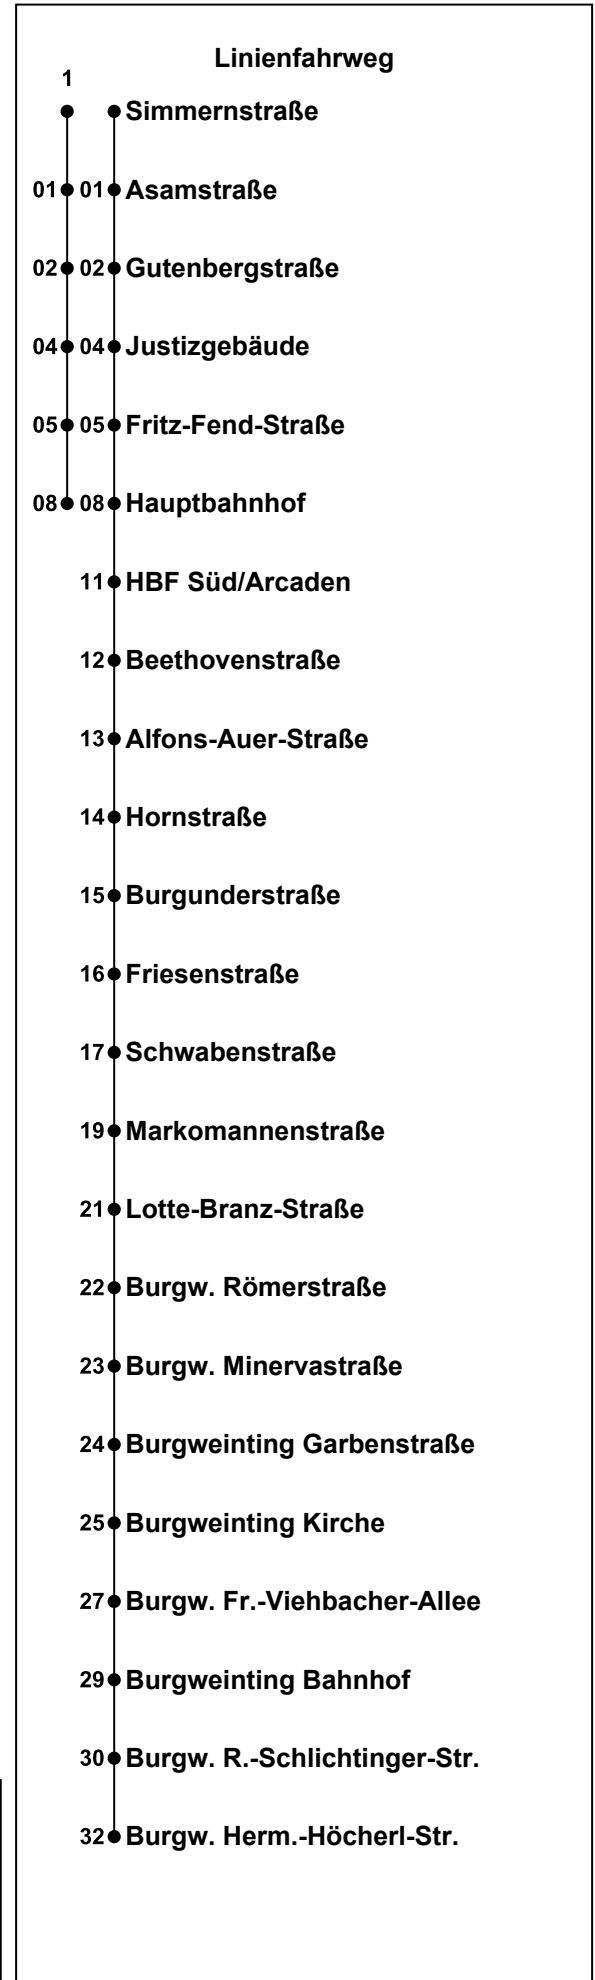 Linienfahrweg
1
Simmernstraße
01 01 Asamstraße
02 02 Gutenbergstraße
04 04 Justizgebäude
05 05 Fritz-Fend-Straße
08 08 Hauptbahnhof
11 HBF Süd/Arcaden
12 Beethovenstraße
13 Alfons-Auer-Straße
14 Hornstraße
15 Burgunderstraße
16 Friesenstraße
17 Schwabenstraße
19 Markomannenstraße
21 Lotte-Branz-Straße
22 Burgw. Römerstraße
23 Burgw. Minervastraße
24 Burgweinting Garbenstraße
25 Burgweinting Kirche
27 Burgw. Fr.-Viehbacher-Allee
29 Burgweinting Bahnhof
30 Burgw. R.-Schlichtinger-Str.
32 Burgw. Herm.-Höcherl-Str.